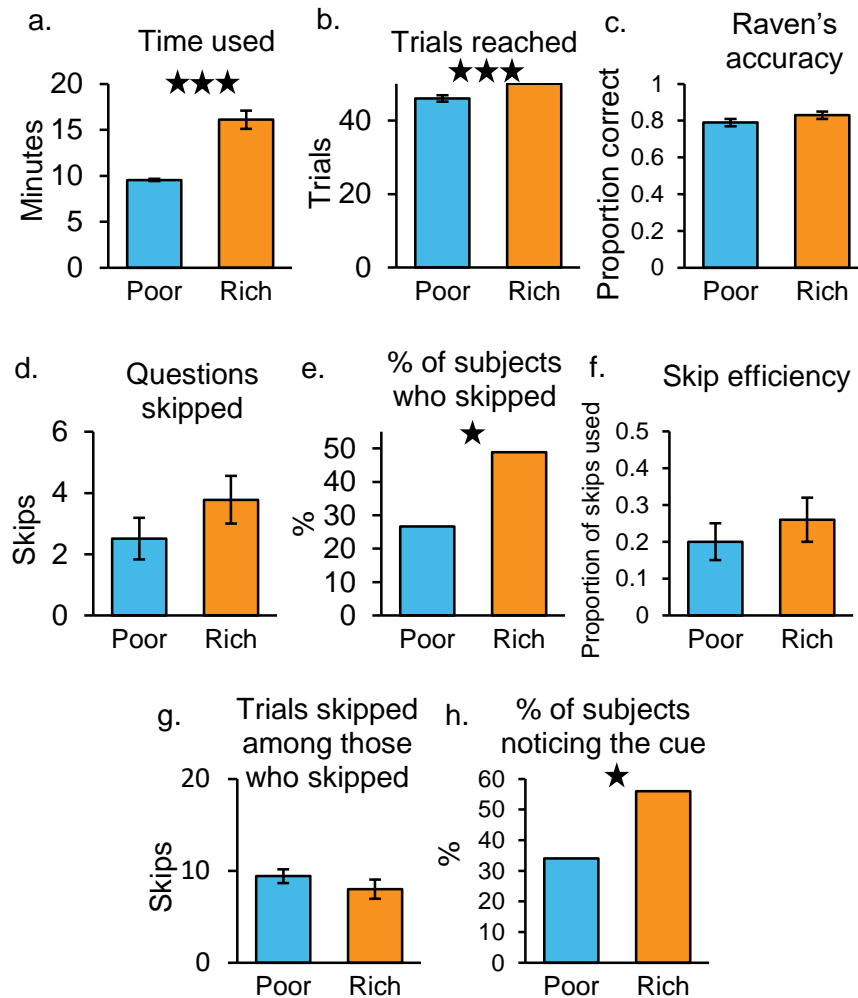 a.
Time used
★★★
20
15
10
5
0
Minutes
Poor Rich
b.
Trials reached
★★★
40
20
0
Trials
Poor Rich
c.
Raven’s
accuracy
1
0.8
0.6
0.4
0.2
0
Proportion correct
Poor Rich
d.
Questions
skipped
6
4
2
0
Skips
Poor Rich
e.
% of subjects
who skipped
★
50
40
30
20
10
0
%
Poor Rich
f.
Skip efficiency
0.5
0.4
0.3
0.2
0.1
0
Proportion of skips used
Poor Rich
g.
Trials skipped
among those
who skipped
20
10
0
Skips
Poor Rich
h.
% of subjects
noticing the cue
★
60
50
40
30
20
10
0
%
Poor Rich